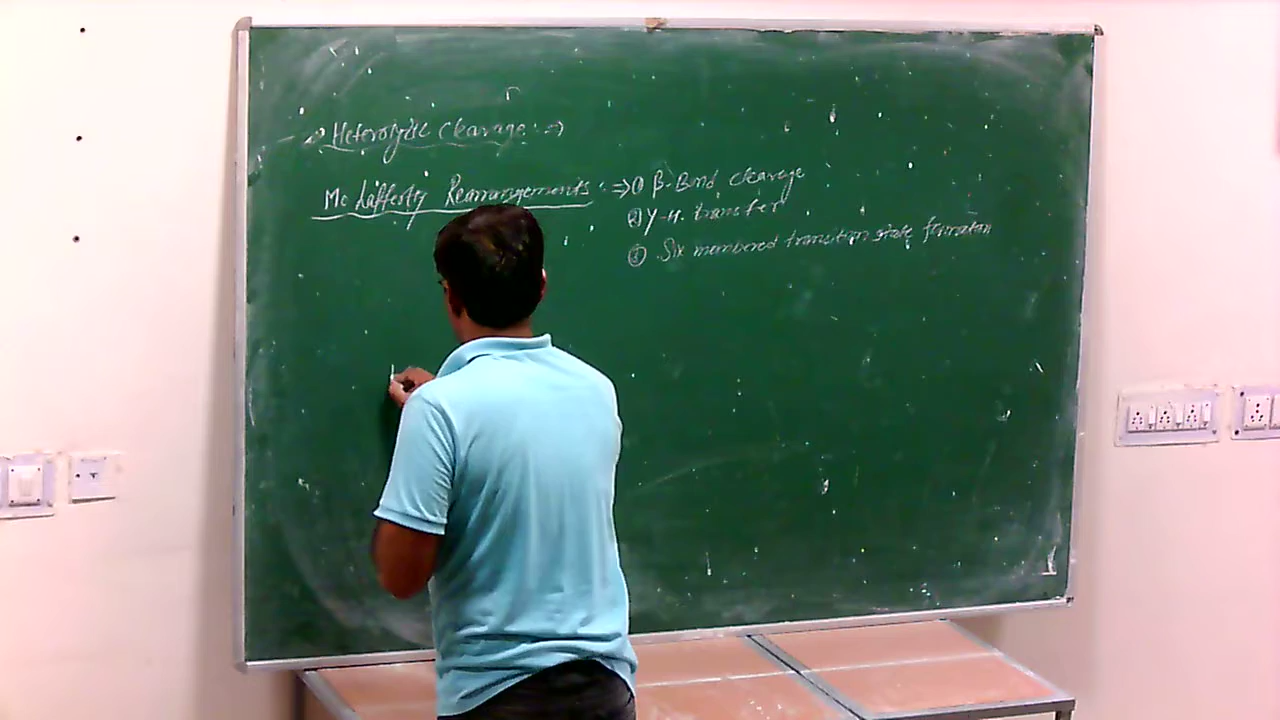 Heterolytic Cleavage :⇒
Mc Lafferty Rearrangements :⇒ ① β-Bond cleavage
② γ-H. transfer
③ Six membered transition state formation